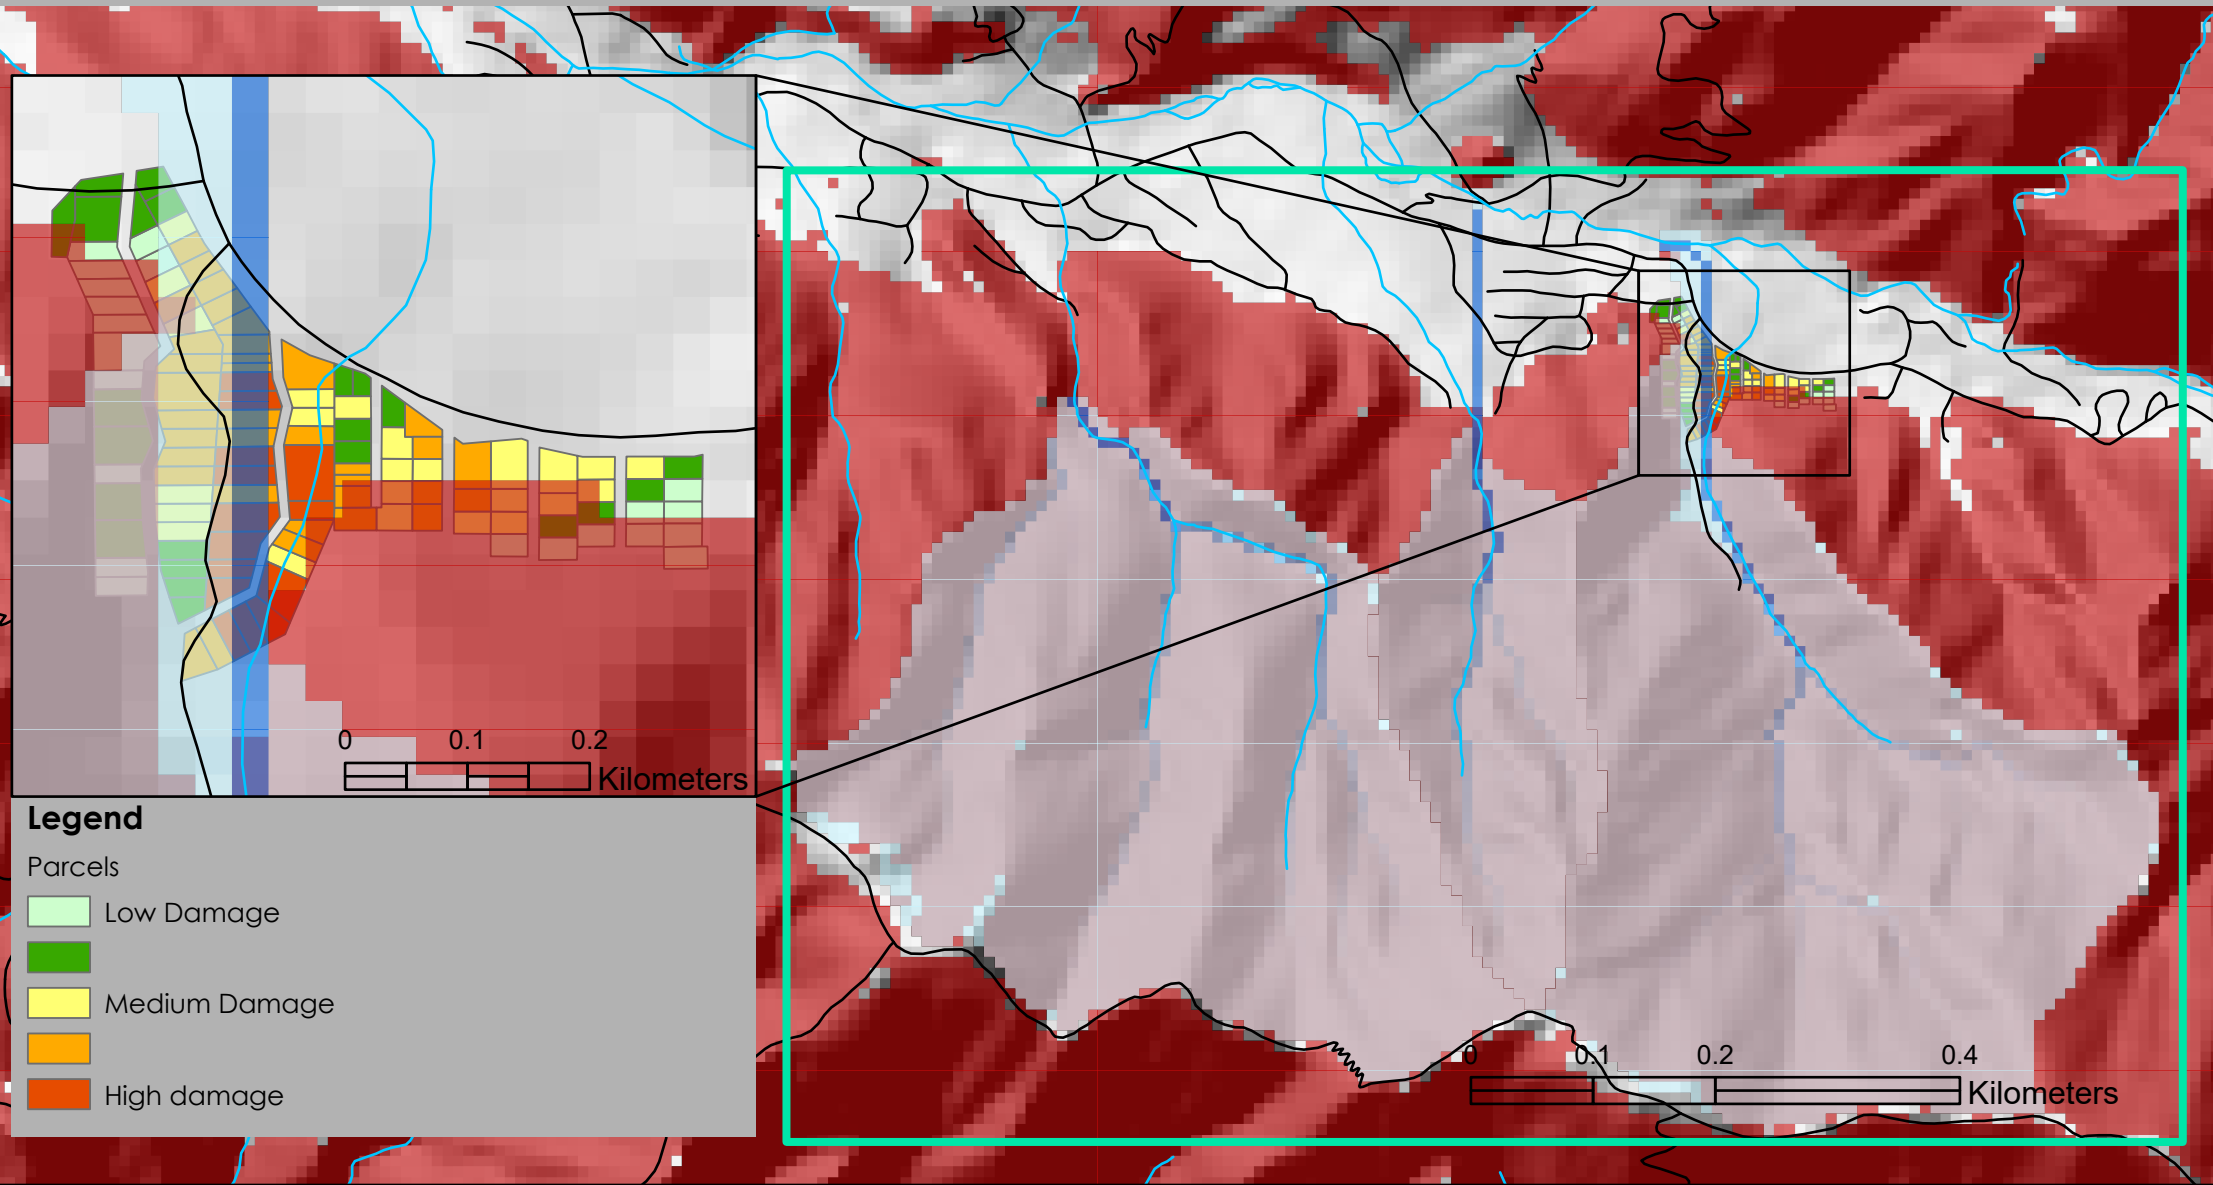 0 0.1 0.2
Kilometers
Legend
Parcels
Low Damage
Medium Damage
High damage
0 0.1 0.2 0.4
Kilometers